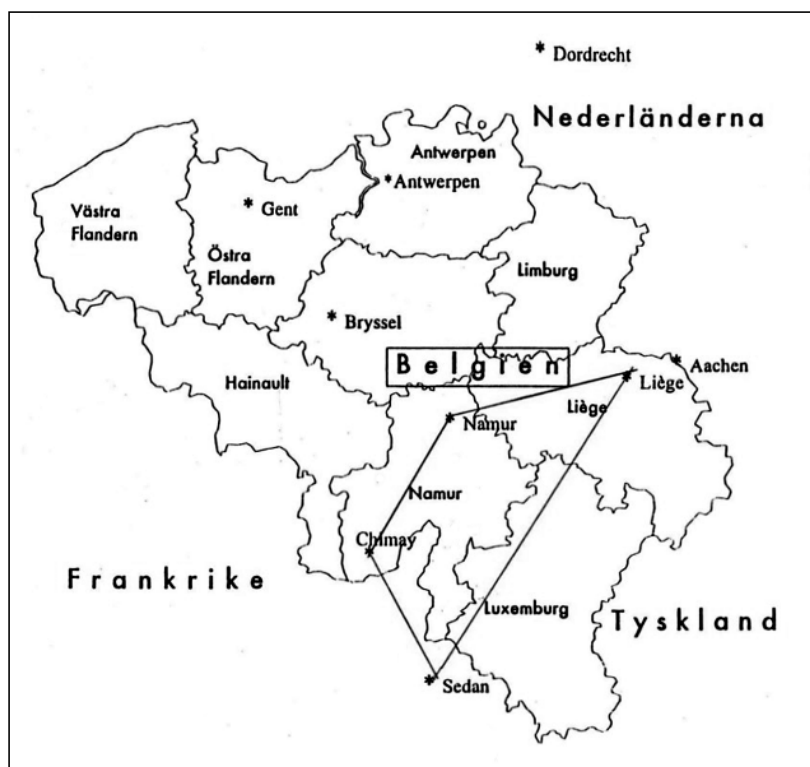 Dordrecht
Nederländerna
Antwerpen
Antwerpen
Västra
Flandern
Gent
Östra
Flandern
Limburg
Bryssel
Belgien
Aachen
Hainault
Liège
Liège
Namur
Namur
Chimay
Frankrike
Luxemburg
Tyskland
Sedan